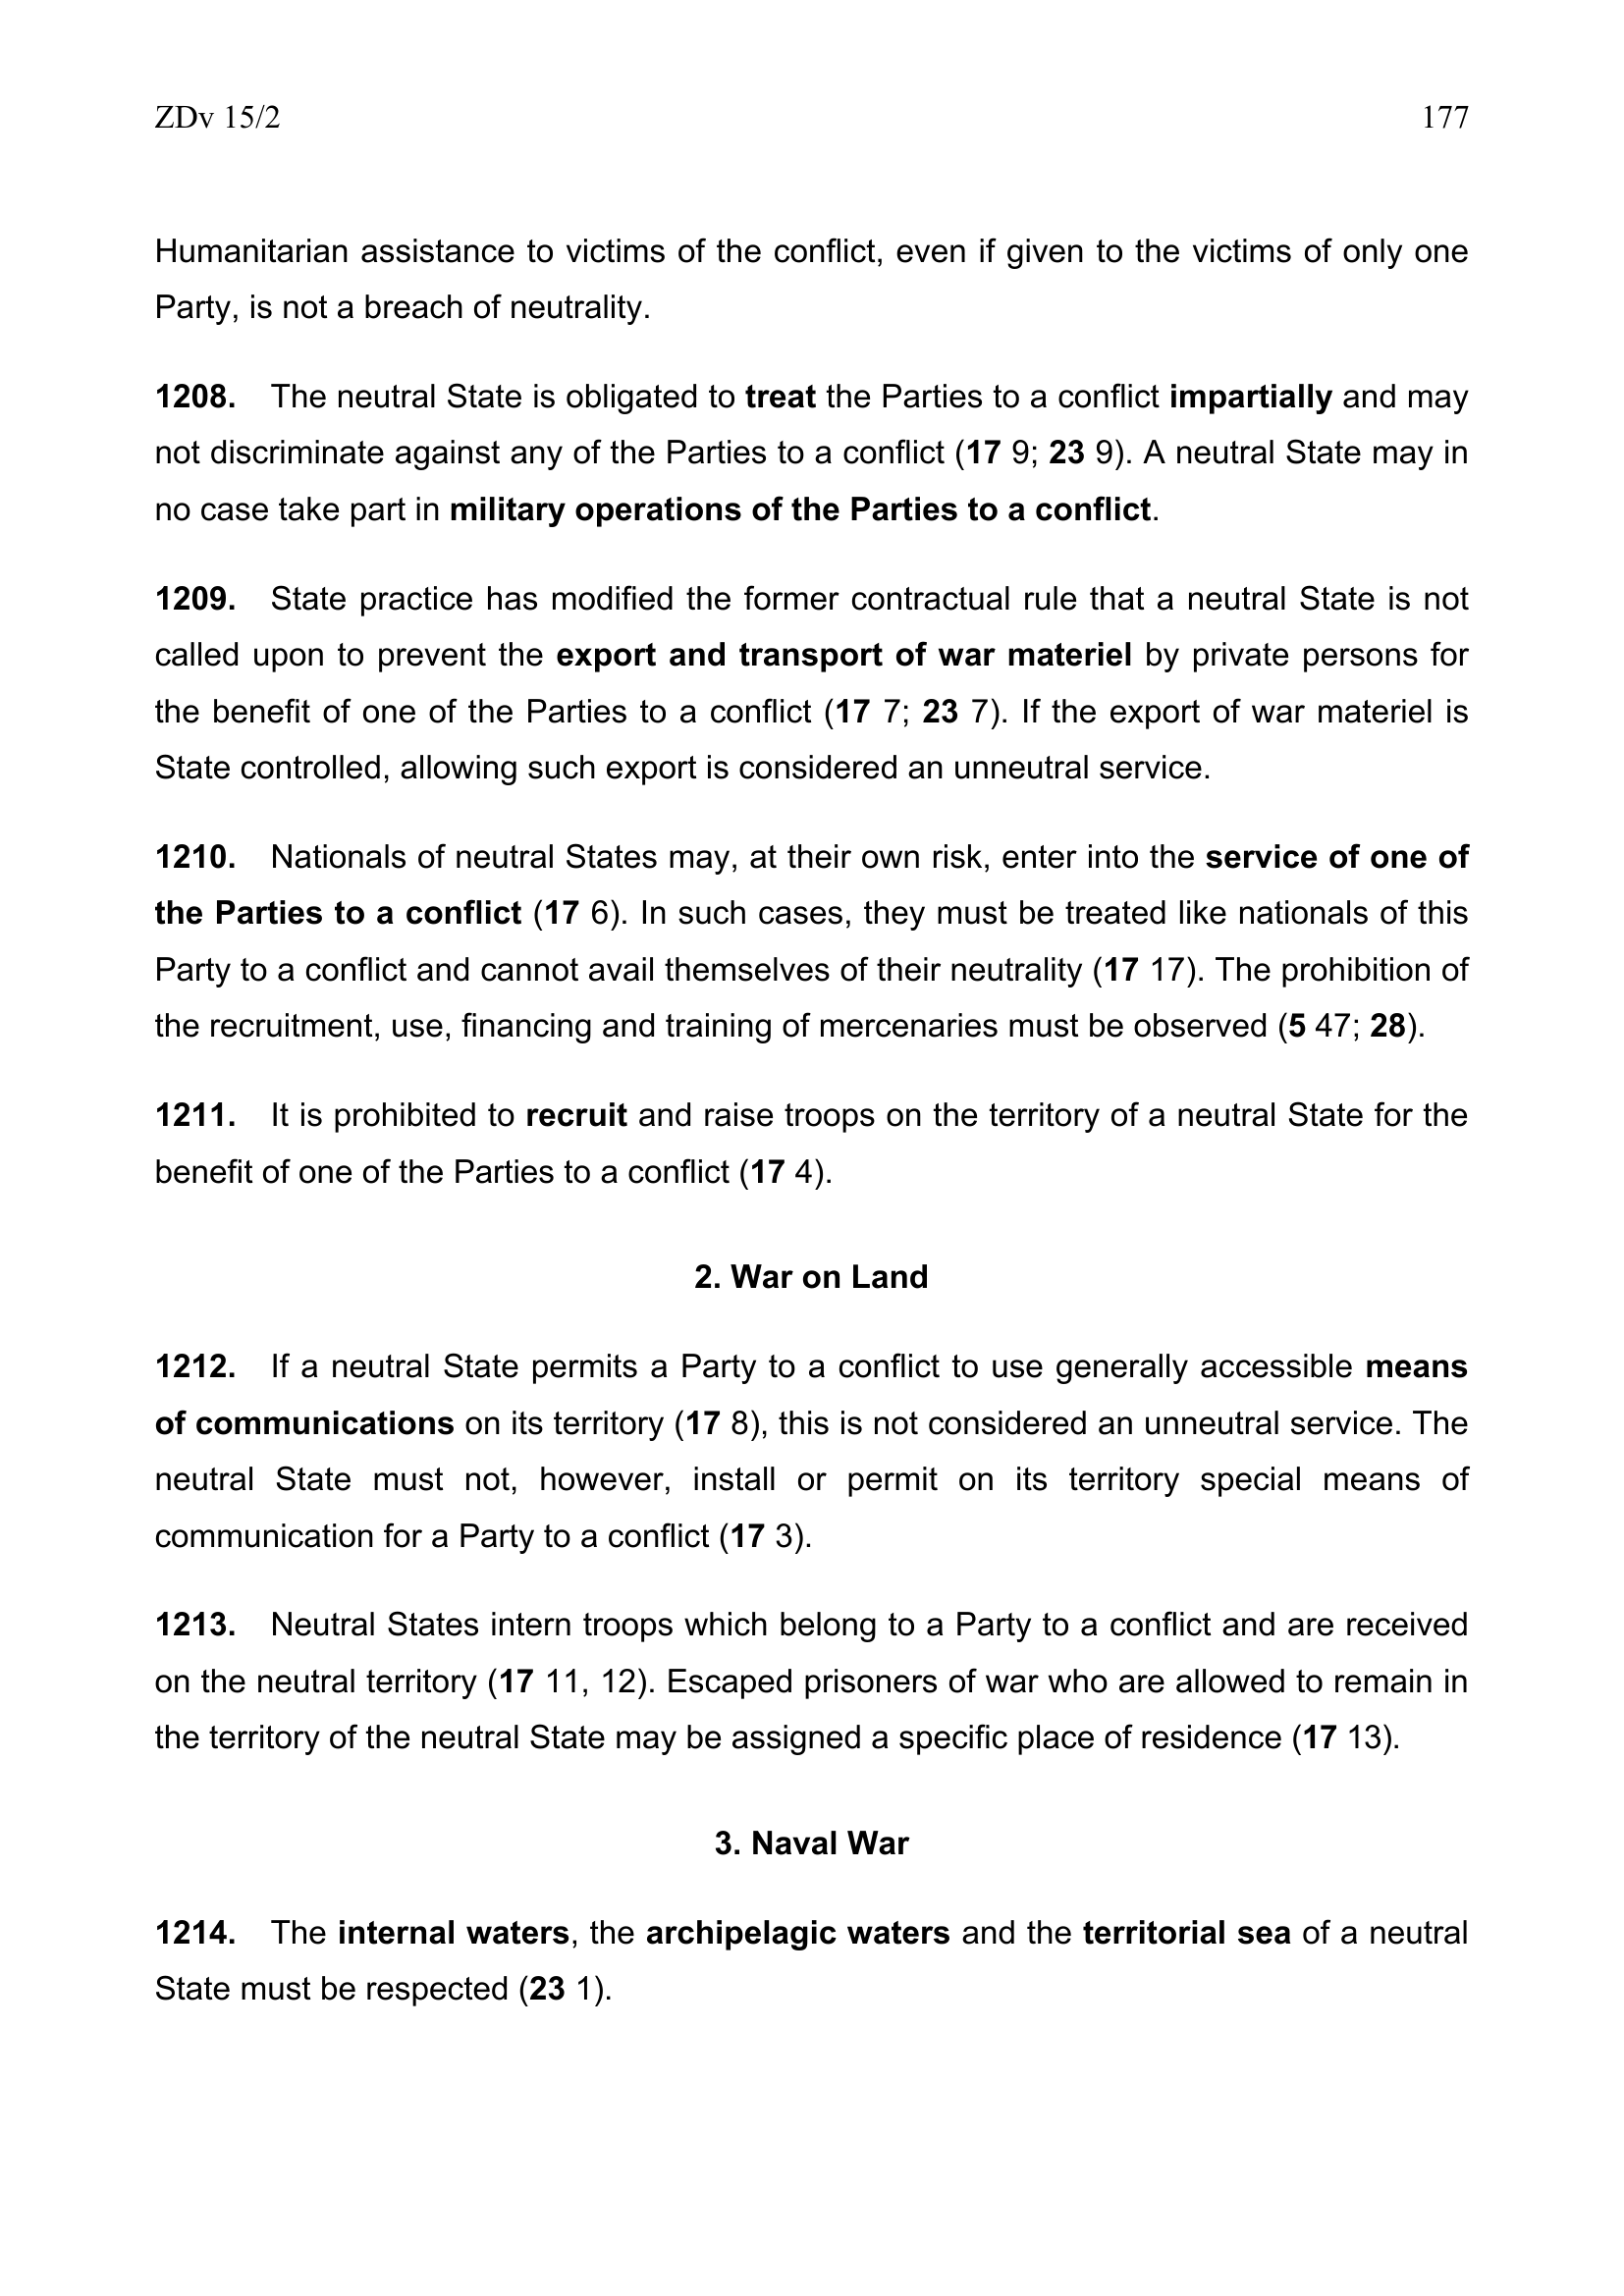 ZDv 15/2 177
Humanitarian assistance to victims of the conflict, even if given to the victims of only one
Party, is not a breach of neutrality.
1208. The neutral State is obligated to treat the Parties to a conflict impartially and may
not discriminate against any of the Parties to a conflict (17 9; 23 9). A neutral State may in
no case take part in military operations of the Parties to a conflict.
1209. State practice has modified the former contractual rule that a neutral State is not
called upon to prevent the export and transport of war materiel by private persons for
the benefit of one of the Parties to a conflict (17 7; 23 7). If the export of war materiel is
State controlled, allowing such export is considered an unneutral service.
1210. Nationals of neutral States may, at their own risk, enter into the service of one of
the Parties to a conflict (17 6). In such cases, they must be treated like nationals of this
Party to a conflict and cannot avail themselves of their neutrality (17 17). The prohibition of
the recruitment, use, financing and training of mercenaries must be observed (5 47; 28).
1211. It is prohibited to recruit and raise troops on the territory of a neutral State for the
benefit of one of the Parties to a conflict (17 4).
2. War on Land
1212. If a neutral State permits a Party to a conflict to use generally accessible means
of communications on its territory (17 8), this is not considered an unneutral service. The
neutral State must not, however, install or permit on its territory special means of
communication for a Party to a conflict (17 3).
1213. Neutral States intern troops which belong to a Party to a conflict and are received
on the neutral territory (17 11, 12). Escaped prisoners of war who are allowed to remain in
the territory of the neutral State may be assigned a specific place of residence (17 13).
3. Naval War
1214. The internal waters, the archipelagic waters and the territorial sea of a neutral
State must be respected (23 1).